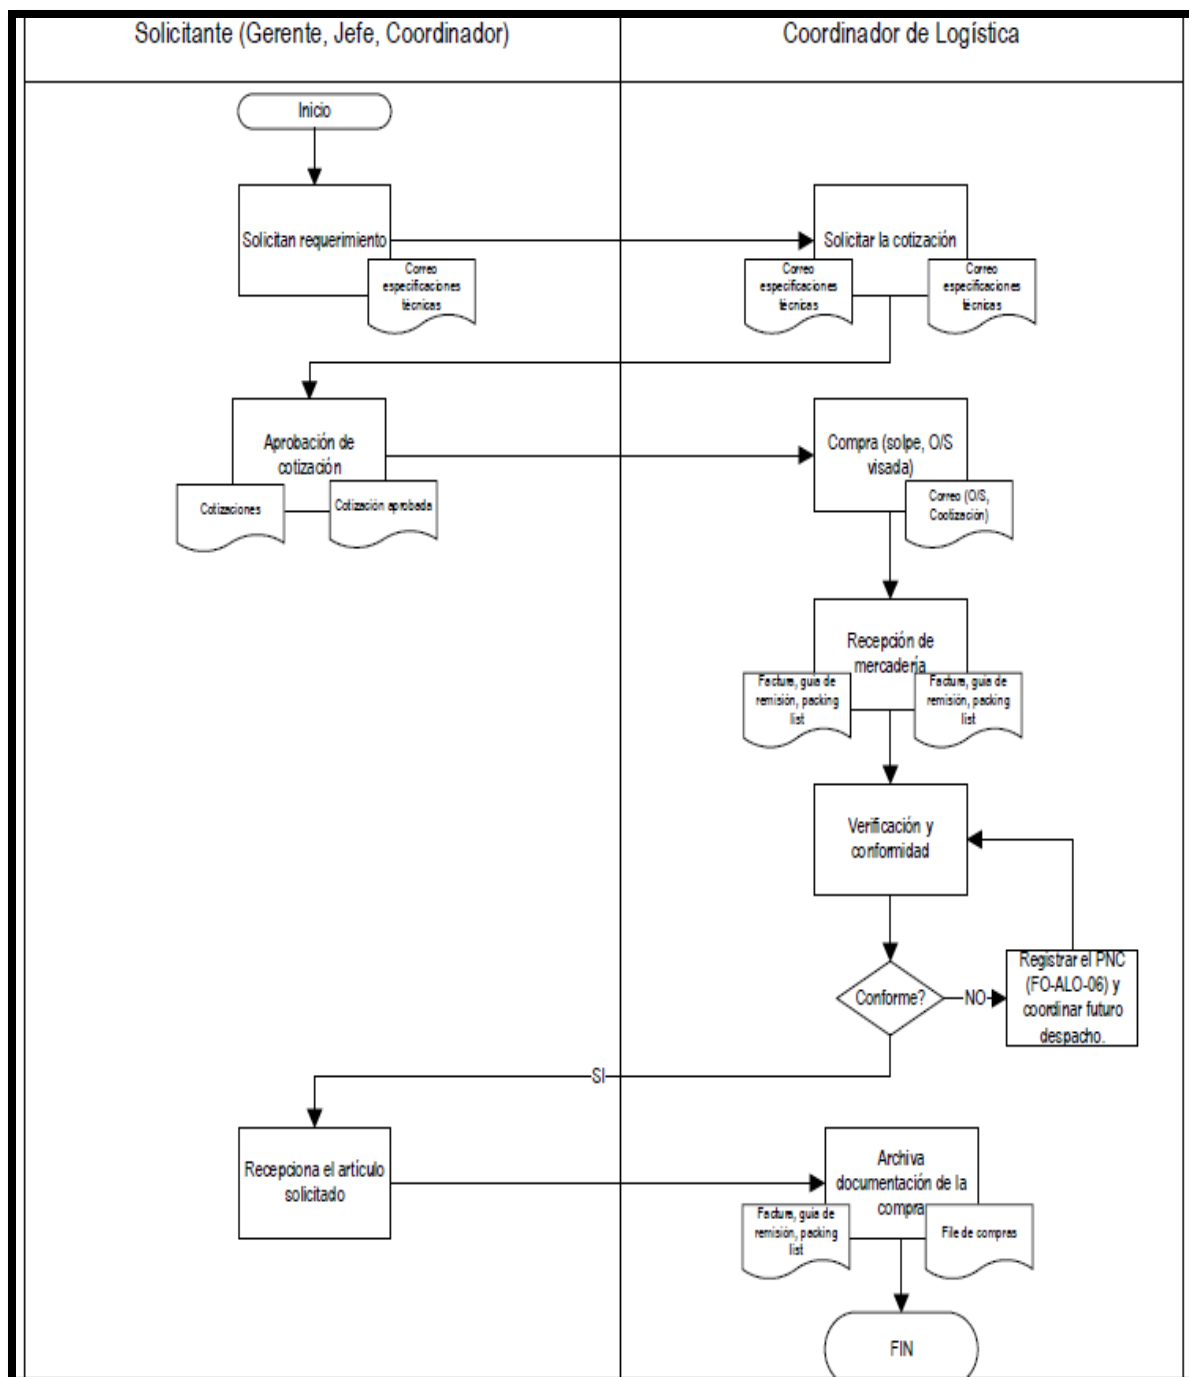 Solicitante (Gerente, Jefe, Coordinador)
Coordinador de Logística
Inicio
Solicitan requerimiento
Correo
especificaciones
técnicas
Solicitar la cotización
Correo
especificaciones
técnicas
Correo
especificaciones
técnicas
Aprobación de
cotización
Cotizaciones
Cotización aprobada
Compra (solpe, O/S
visada)
Correo (O/S,
Cootización)
Recepción de
mercadería
Factura, guia de
remisión, packing
list
Factura, guia de
remisión, packing
list
Verificación y
conformidad
Conforme?
NO
Registrar el PNC
(FO-ALO-06) y
coordinar futuro
despacho.
SI
Recepciona el artículo
solicitado
Archiva
documentación de la
compra
Factura, guia de
remisión, packing
list
File de compras
FIN